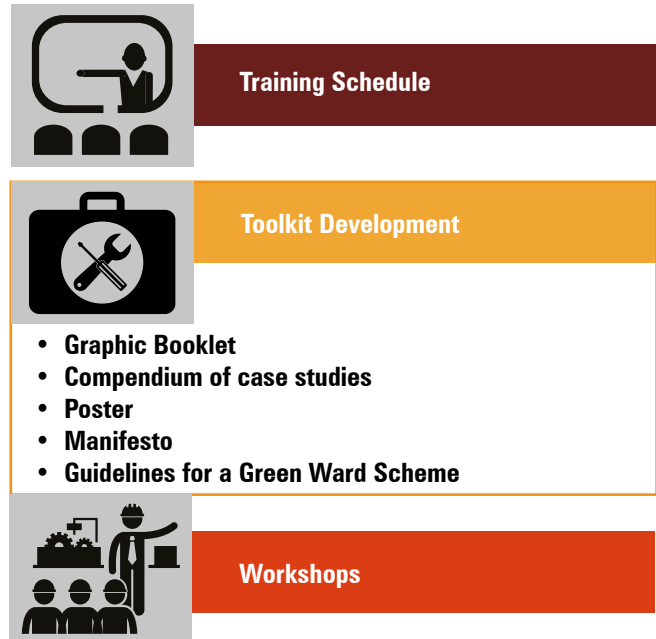 Training Schedule
Toolkit Development
• Graphic Booklet
• Compendium of case studies
• Poster
• Manifesto
• Guidelines for a Green Ward Scheme
Workshops